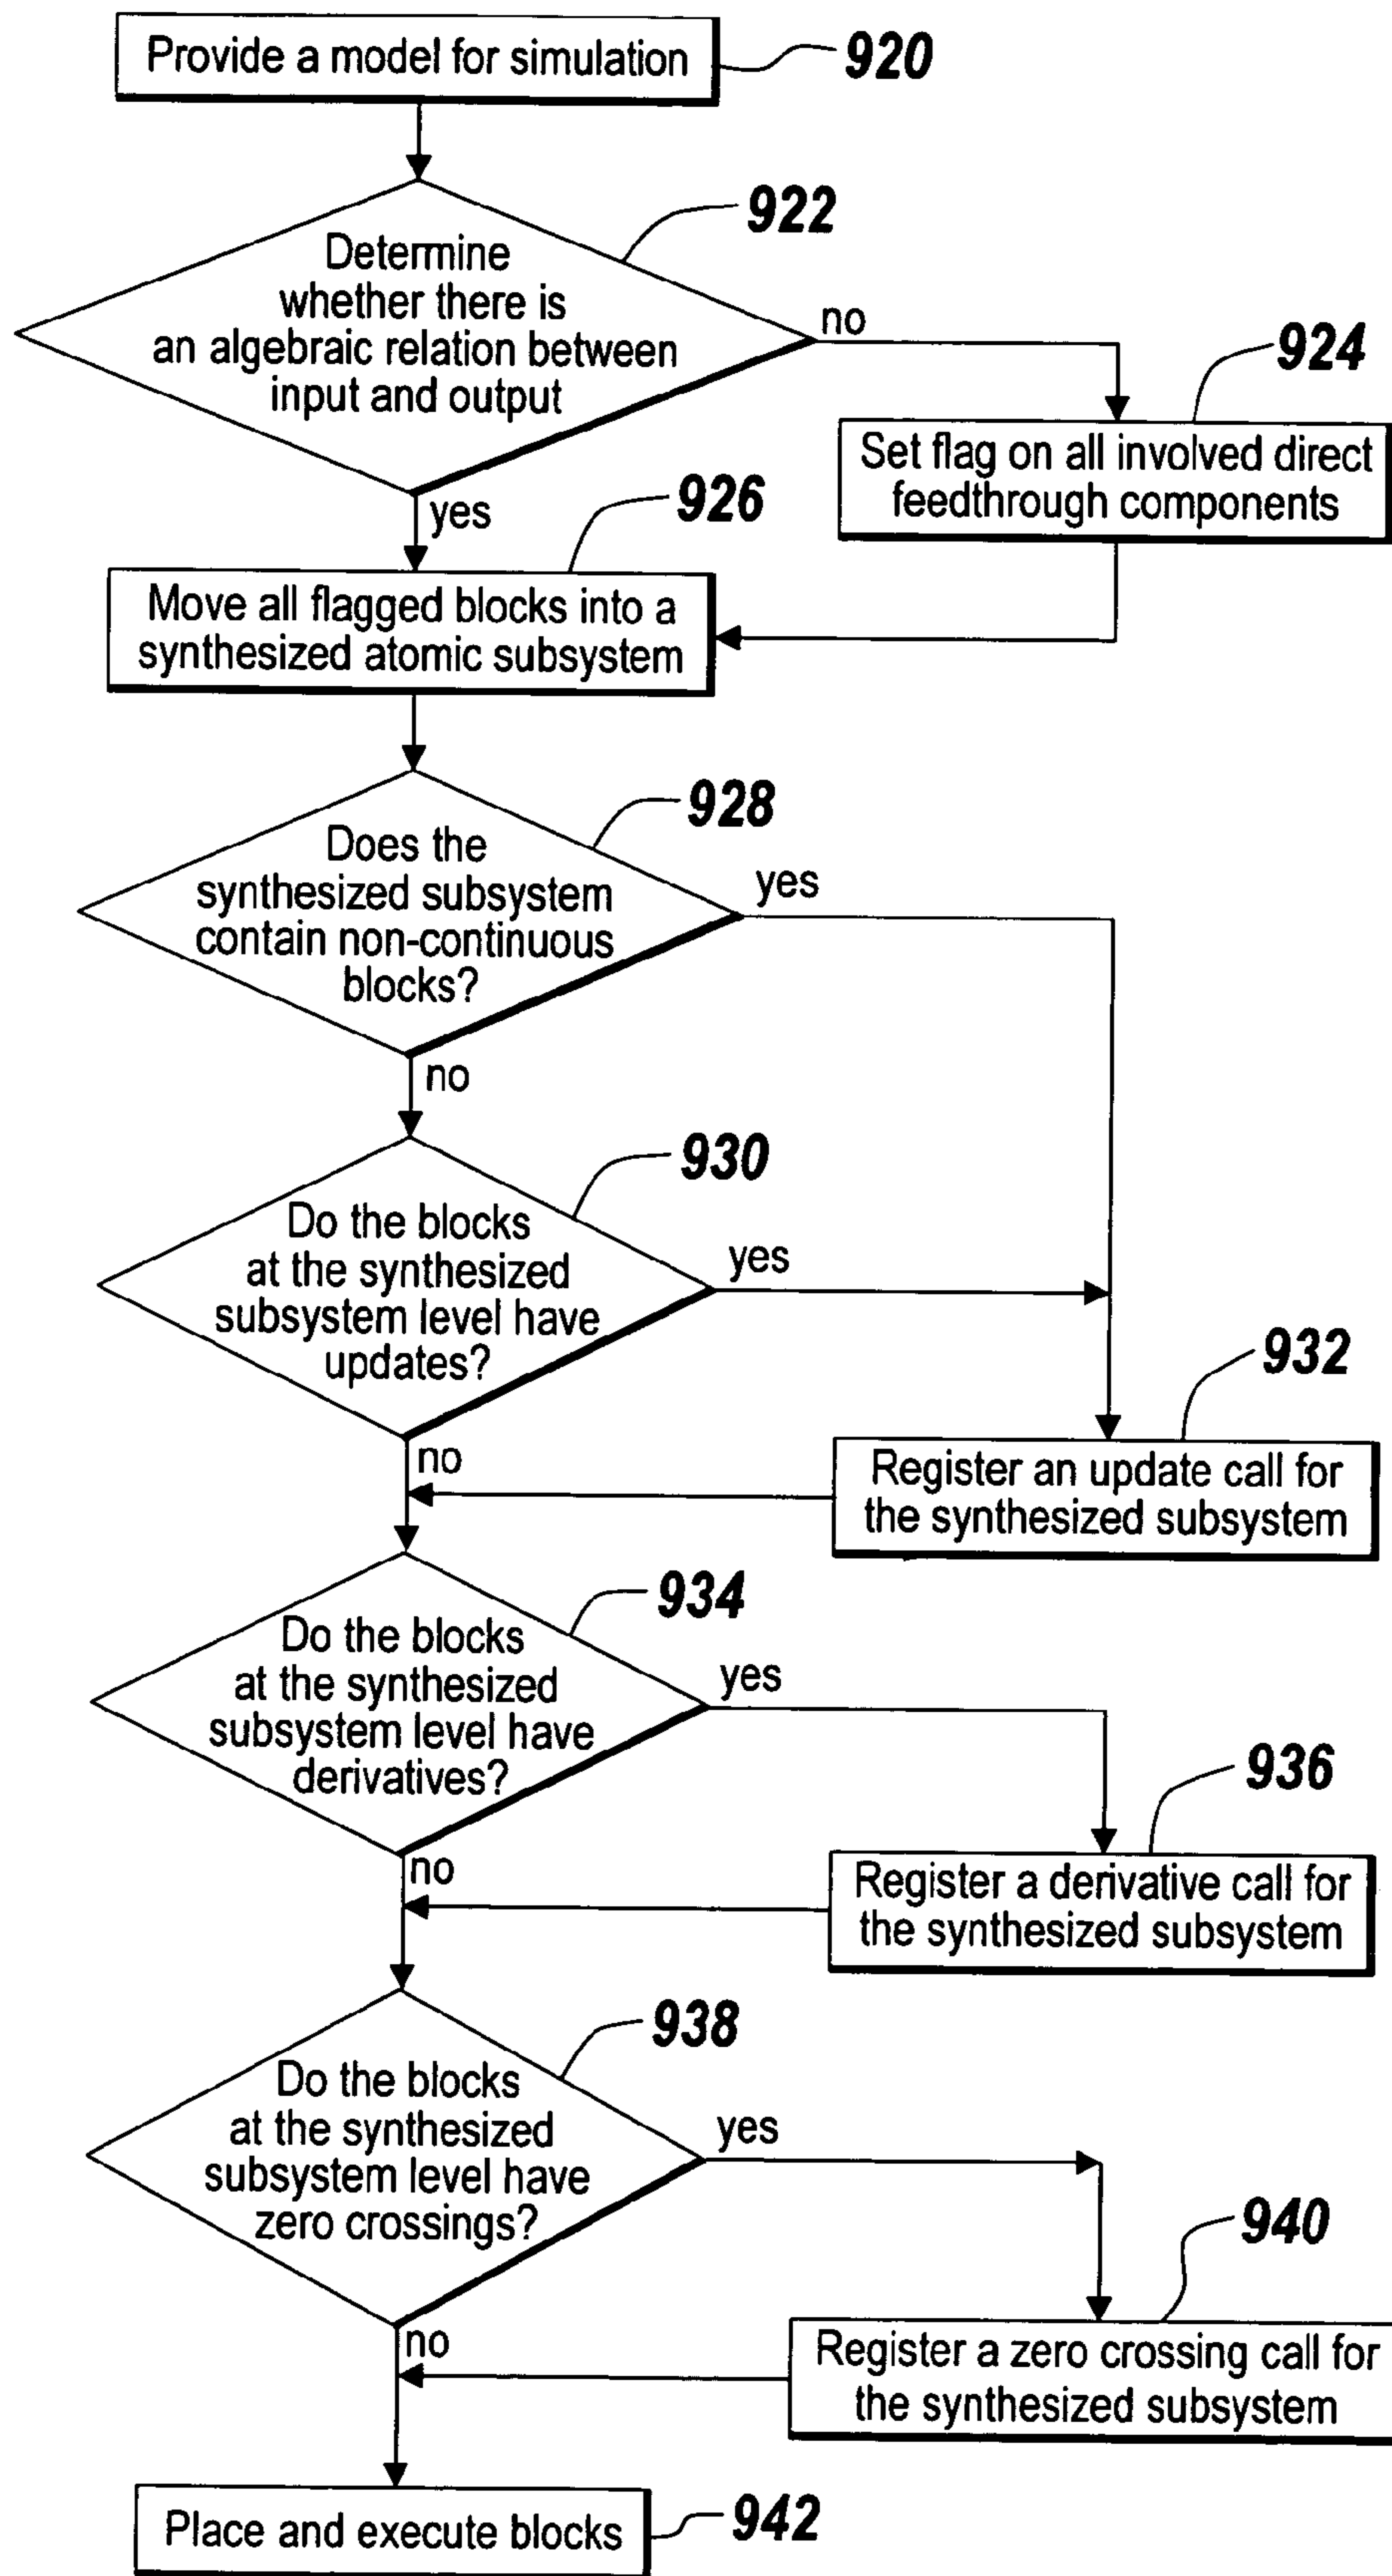 Provide a model for simulation
920
922
Determine
whether there is
an algebraic relation between
input and output
no
924
Set flag on all involved direct
feedthrough components
yes
926
Move all flagged blocks into a
synthesized atomic subsystem
928
Does the
synthesized subsystem
contain non-continuous
blocks?
yes
no
930
Do the blocks
at the synthesized
subsystem level have
updates?
yes
932
Register an update call for
the synthesized subsystem
no
934
Do the blocks
at the synthesized
subsystem level have
derivatives?
yes
936
Register a derivative call for
the synthesized subsystem
no
938
Do the blocks
at the synthesized
subsystem level have
zero crossings?
yes
940
Register a zero crossing call for
the synthesized subsystem
no
Place and execute blocks
942